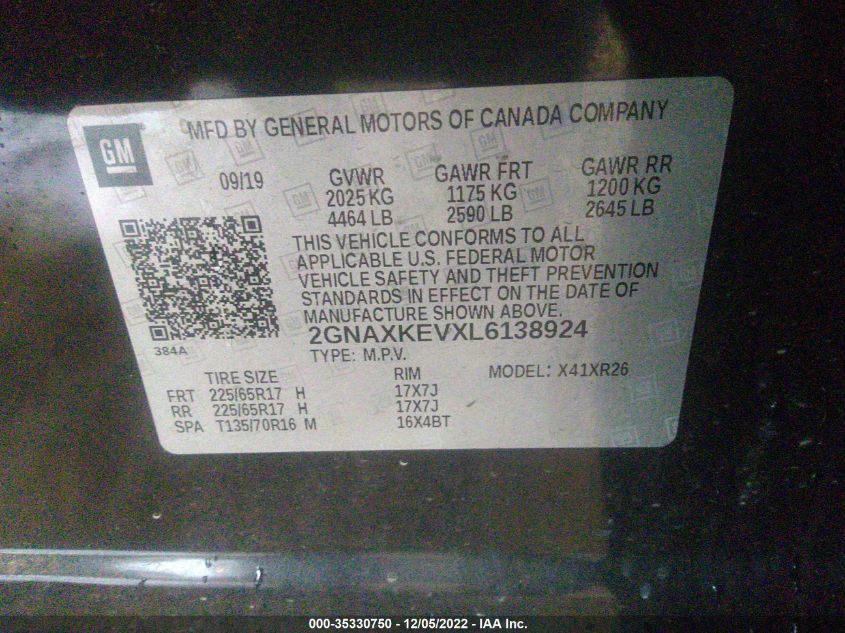 MFD BY GENERAL MOTORS OF CANADA COMPANY
GM
09/19 GVWR GAWR FRT GAWR RR
2025 KG 1175 KG 1200 KG
4464 LB 2590 LB 2645 LB
THIS VEHICLE CONFORMS TO ALL
APPLICABLE U.S. FEDERAL MOTOR
VEHICLE SAFETY AND THEFT PREVENTION
STANDARDS IN EFFECT ON THE DATE OF
MANUFACTURE SHOWN ABOVE.
2GNAXKEVXL6138924
384A
TYPE: M.P.V.
TIRE SIZE RIM MODEL: X41XR26
FRT 225/65R17 H 17X7J
RR 225/65R17 H 17X7J
SPA T135/70R16 M 16X4BT
000-35330750 - 12/05/2022 - IAA Inc.